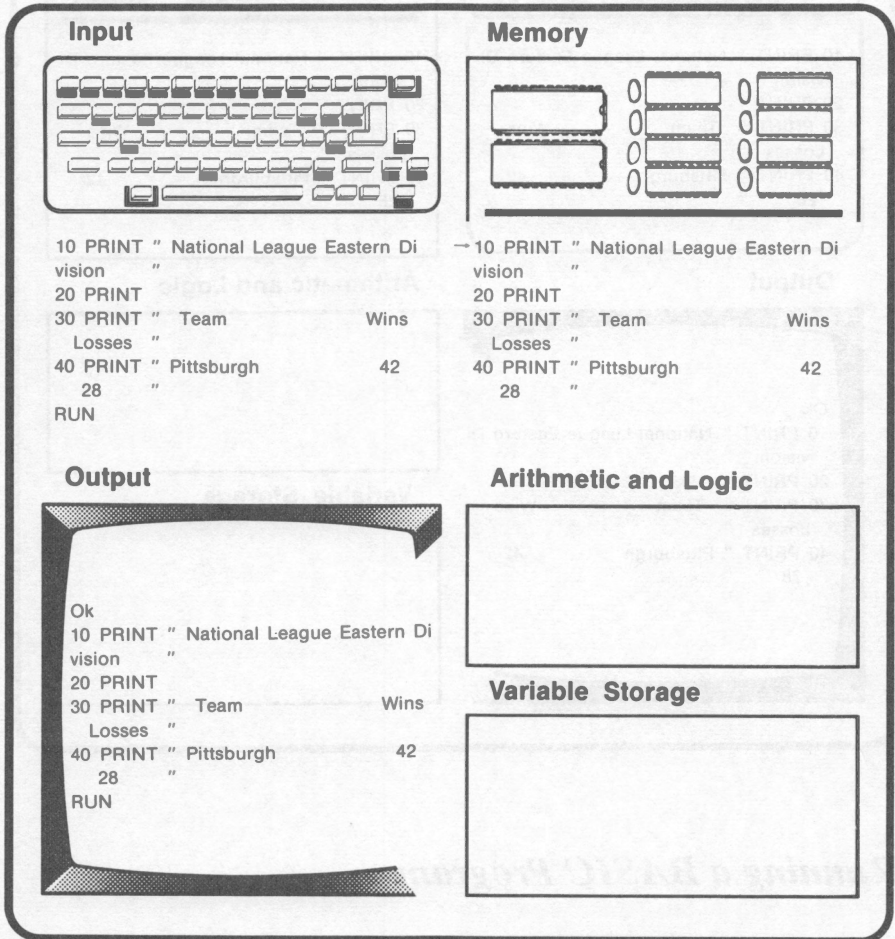 Input
10 PRINT " National League Eastern Di
vision "
20 PRINT
30 PRINT " Team Wins
Losses "
40 PRINT " Pittsburgh 42
28 "
RUN
Memory
→ 10 PRINT " National League Eastern Di
vision "
20 PRINT
30 PRINT " Team Wins
Losses "
40 PRINT " Pittsburgh 42
28 "
Output
Ok
10 PRINT " National League Eastern Di
vision "
20 PRINT
30 PRINT " Team Wins
Losses "
40 PRINT " Pittsburgh 42
28 "
RUN
Arithmetic and Logic
Variable Storage